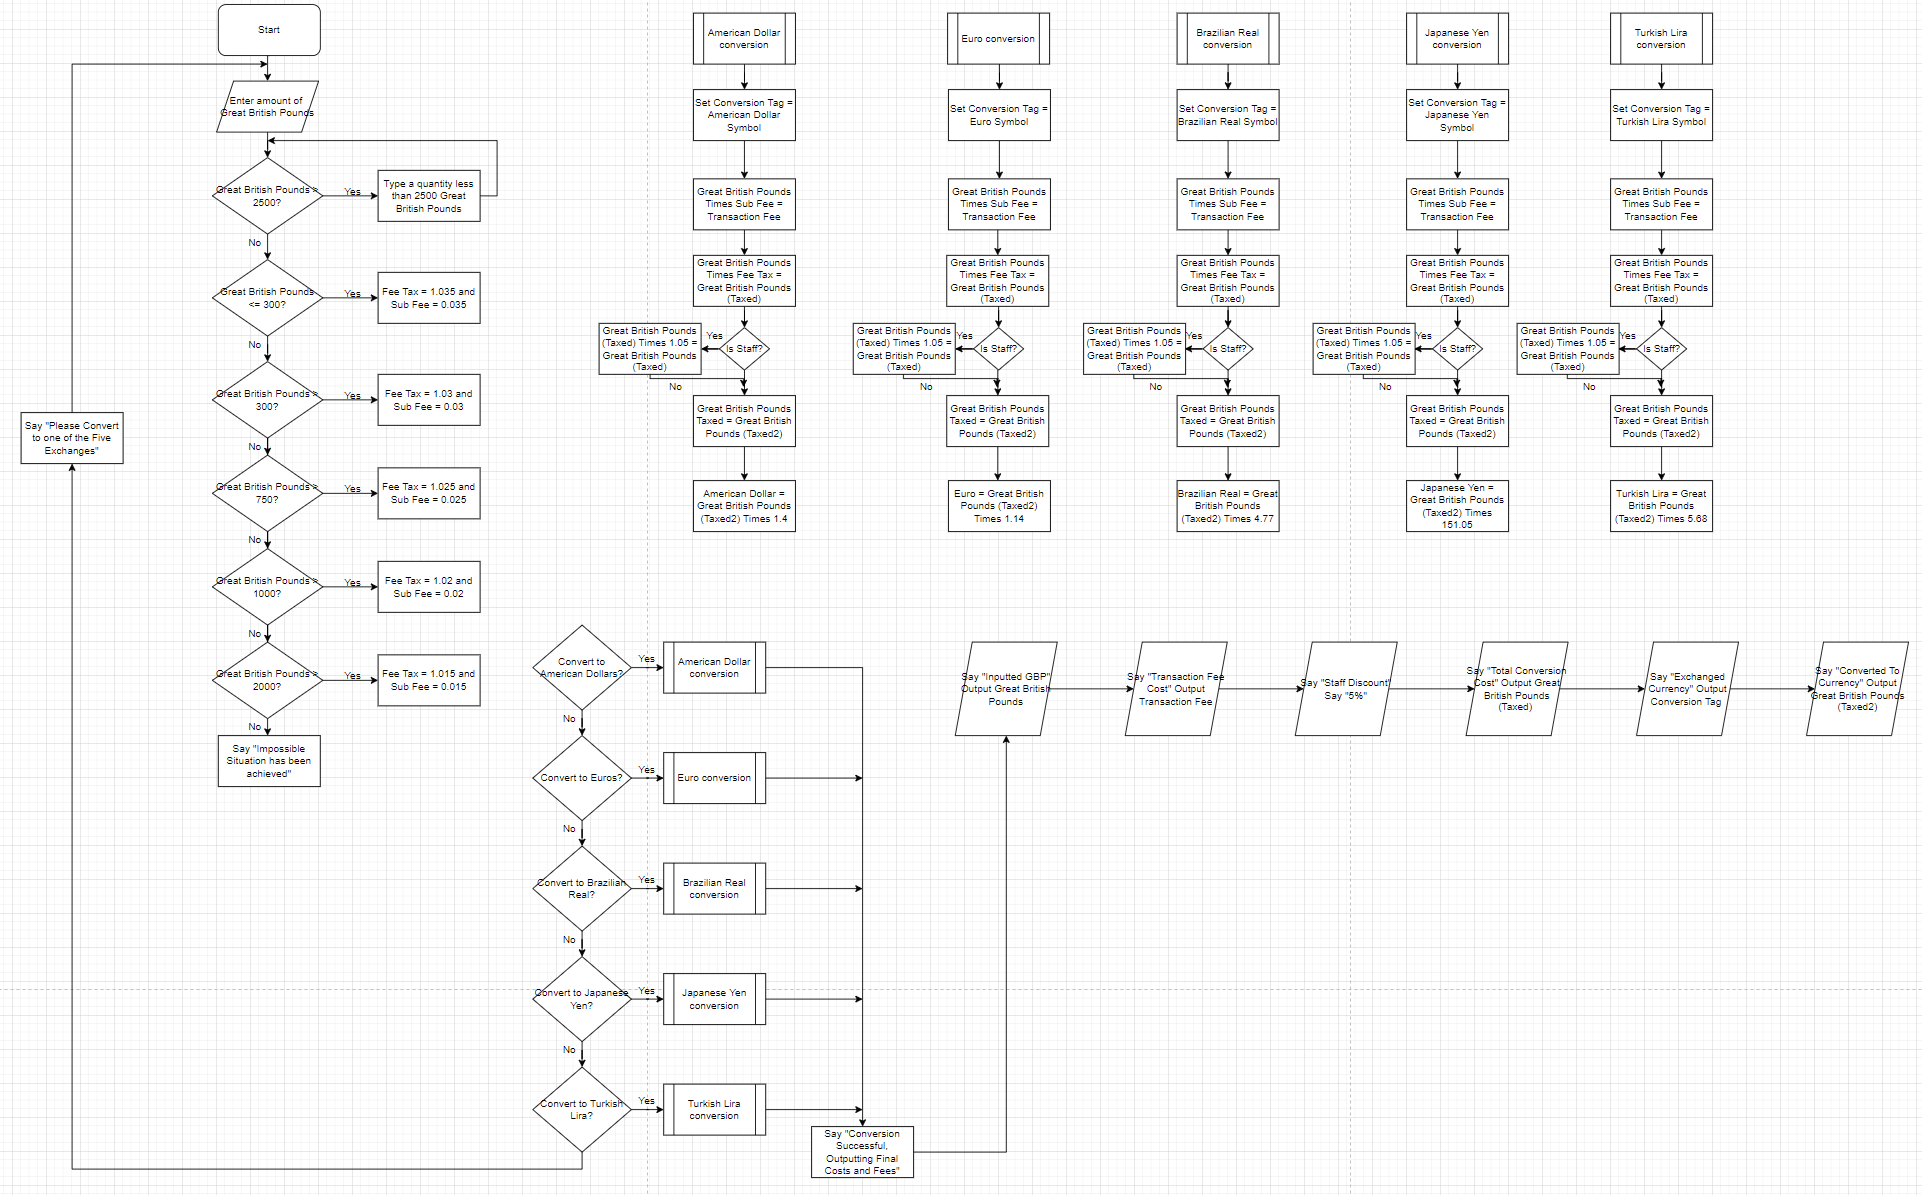 Start
Enter amount of
Great British Pounds
Great British Pounds >
2500?
Yes
Type a quantity less
than 2500 Great
British Pounds
No
Great British Pounds
<= 300?
Yes
Fee Tax = 1.035 and
Sub Fee = 0.035
No
Great British Pounds >
300?
Yes
Fee Tax = 1.03 and
Sub Fee = 0.03
No
Great British Pounds >
750?
Yes
Fee Tax = 1.025 and
Sub Fee = 0.025
No
Great British Pounds >
1000?
Yes
Fee Tax = 1.02 and
Sub Fee = 0.02
No
Great British Pounds >
2000?
Yes
Fee Tax = 1.015 and
Sub Fee = 0.015
No
Say "Impossible
Situation has been
achieved"
Say "Please Convert
to one of the Five
Exchanges"
American Dollar
conversion
Set Conversion Tag =
American Dollar
Symbol
Great British Pounds
Times Sub Fee =
Transaction Fee
Great British Pounds
Times Fee Tax =
Great British Pounds
(Taxed)
Is Staff?
Yes
Great British Pounds
(Taxed) Times 1.05 =
Great British Pounds
(Taxed)
No
Great British Pounds
Taxed = Great British
Pounds (Taxed2)
American Dollar =
Great British Pounds
(Taxed2) Times 1.4
Euro conversion
Set Conversion Tag =
Euro Symbol
Great British Pounds
Times Sub Fee =
Transaction Fee
Great British Pounds
Times Fee Tax =
Great British Pounds
(Taxed)
Is Staff?
Yes
Great British Pounds
(Taxed) Times 1.05 =
Great British Pounds
(Taxed)
No
Great British Pounds
Taxed = Great British
Pounds (Taxed2)
Euro = Great British
Pounds (Taxed2)
Times 1.14
Brazilian Real
conversion
Set Conversion Tag =
Brazilian Real Symbol
Great British Pounds
Times Sub Fee =
Transaction Fee
Great British Pounds
Times Fee Tax =
Great British Pounds
(Taxed)
Is Staff?
Yes
Great British Pounds
(Taxed) Times 1.05 =
Great British Pounds
(Taxed)
No
Great British Pounds
Taxed = Great British
Pounds (Taxed2)
Brazilian Real = Great
British Pounds
(Taxed2) Times 4.77
Japanese Yen
conversion
Set Conversion Tag =
Japanese Yen
Symbol
Great British Pounds
Times Sub Fee =
Transaction Fee
Great British Pounds
Times Fee Tax =
Great British Pounds
(Taxed)
Is Staff?
Yes
Great British Pounds
(Taxed) Times 1.05 =
Great British Pounds
(Taxed)
No
Great British Pounds
Taxed = Great British
Pounds (Taxed2)
Japanese Yen =
Great British Pounds
(Taxed2) Times
151.05
Turkish Lira
conversion
Set Conversion Tag =
Turkish Lira Symbol
Great British Pounds
Times Sub Fee =
Transaction Fee
Great British Pounds
Times Fee Tax =
Great British Pounds
(Taxed)
Is Staff?
Yes
Great British Pounds
(Taxed) Times 1.05 =
Great British Pounds
(Taxed)
No
Great British Pounds
Taxed = Great British
Pounds (Taxed2)
Turkish Lira = Great
British Pounds
(Taxed2) Times 5.68
Convert to
American Dollars?
Yes
American Dollar
conversion
No
Convert to Euros?
Yes
Euro conversion
No
Convert to Brazilian
Real?
Yes
Brazilian Real
conversion
No
Convert to Japanese
Yen?
Yes
Japanese Yen
conversion
No
Convert to Turkish
Lira?
Yes
Turkish Lira
conversion
Say "Conversion
Successful,
Outputting Final
Costs and Fees"
Say "Inputted GBP"
Output Great British
Pounds
Say "Transaction Fee
Cost" Output
Transaction Fee
Say "Staff Discount"
Say "5%"
Say "Total Conversion
Cost" Output Great
British Pounds
(Taxed)
Say "Exchanged
Currency" Output
Conversion Tag
Say "Converted To
Currency" Output
Great British Pounds
(Taxed2)